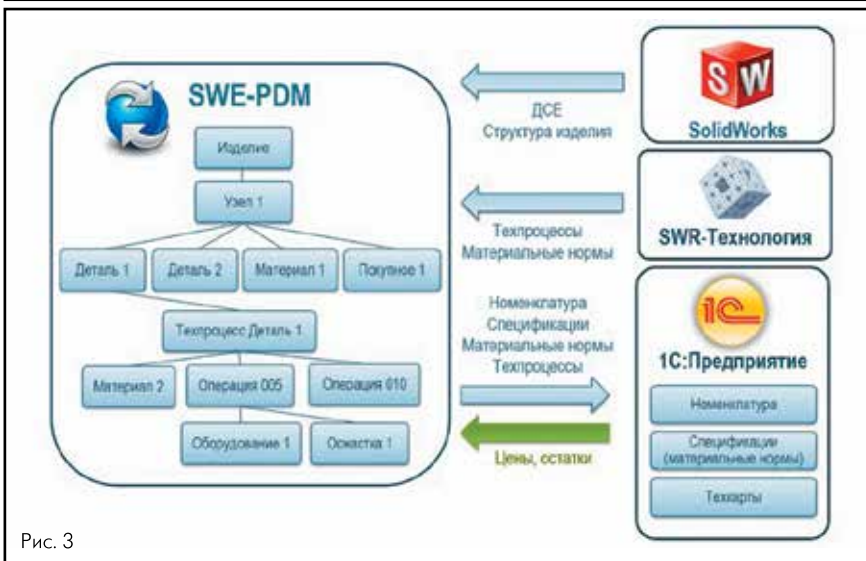 SWE-PDM
Изделие
Узел 1
Деталь 1
Деталь 2
Материал 1
Покупное 1
Техпроцесс Деталь 1
Материал 2
Операция 005
Операция 010
Оборудование 1
Оснастка 1
ДСЕ
Структура изделия
Техпроцессы
Материальные нормы
Номенклатура
Спецификации
Материальные нормы
Техпроцессы
Цены, остатки
SW
SolidWorks
SWR-Технология
1C
1С:Предприятие
Номенклатура
Спецификации
(материальные нормы)
Техкарты
Рис. 3